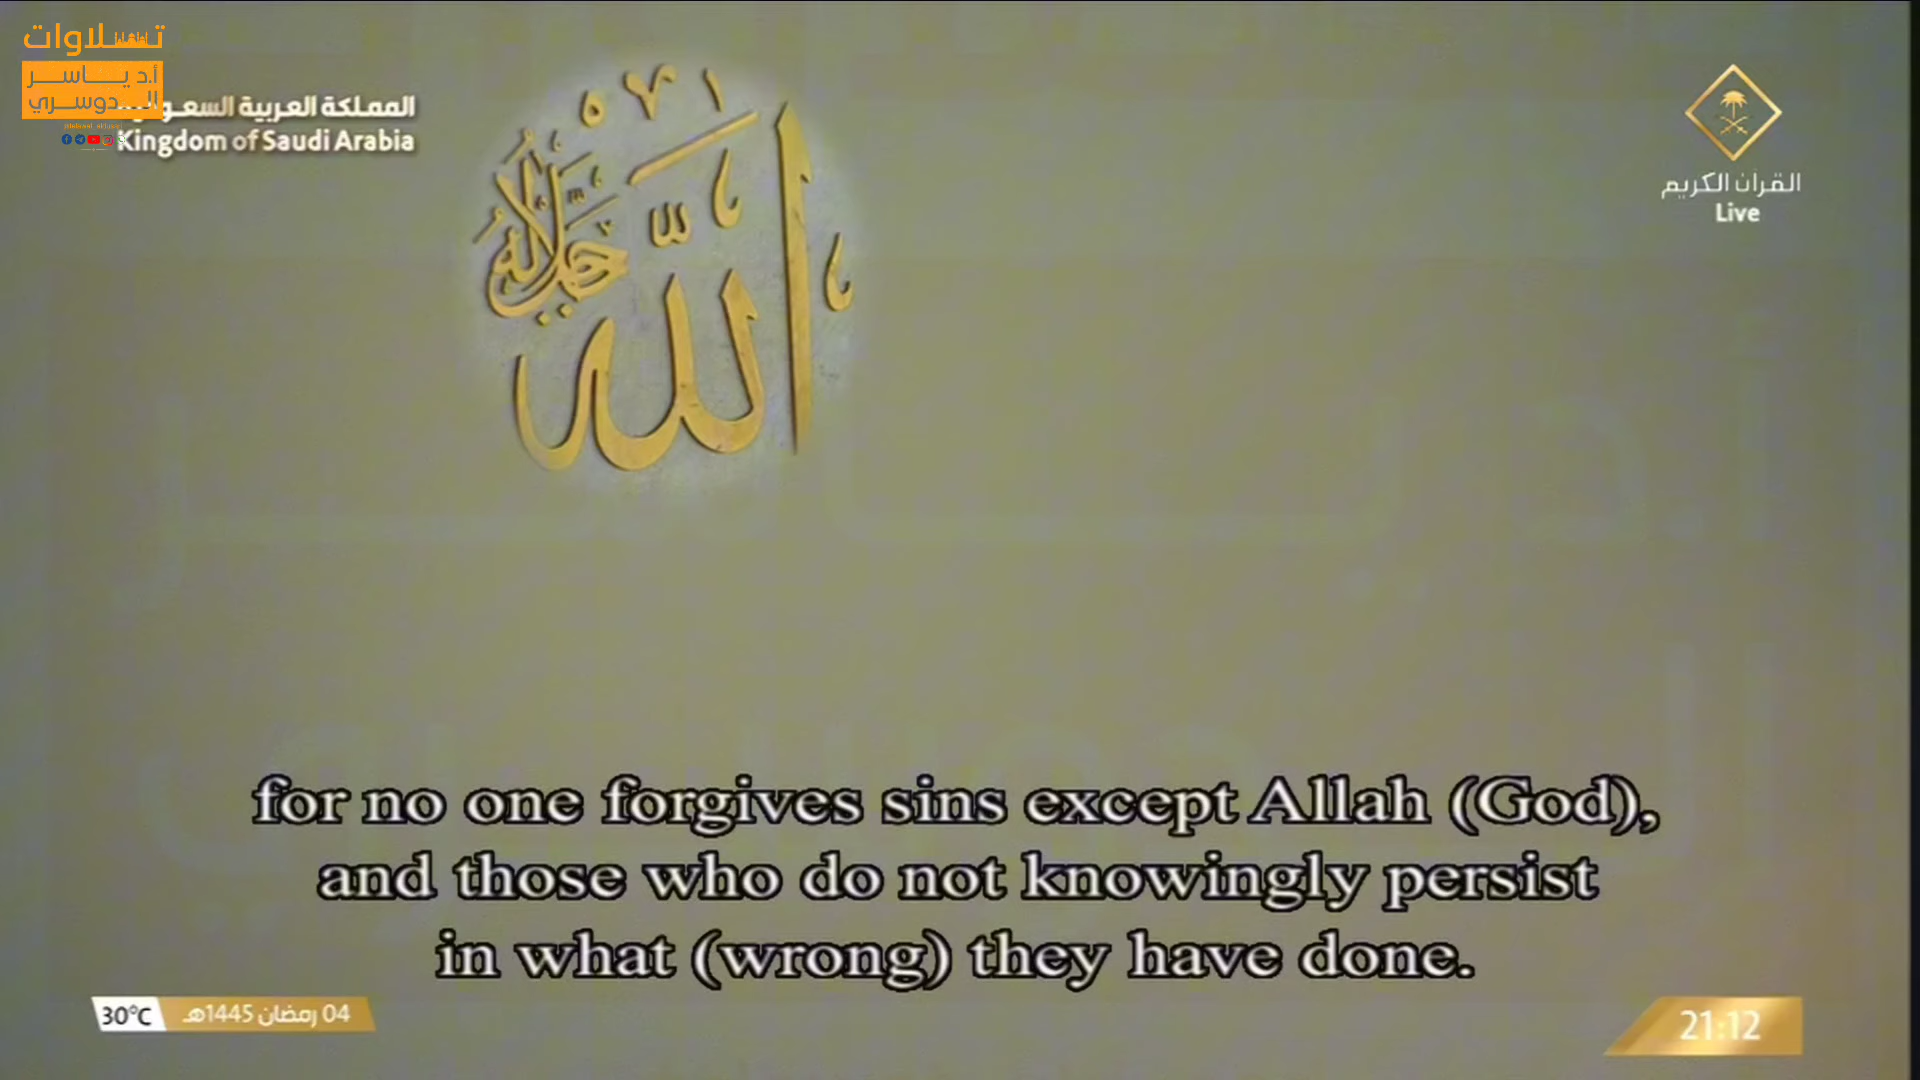 تـــلاوات
أ.د يـــاســـر
الـــدوسـري
المملكة العربية السعودية
Kingdom of Saudi Arabia
القرآن الكريم
Live
الله
جل جلاله
for no one forgives sins except Allah (God),
and those who do not knowingly persist
in what (wrong) they have done.
30°C
04 رمضان 1445هـ
21:12